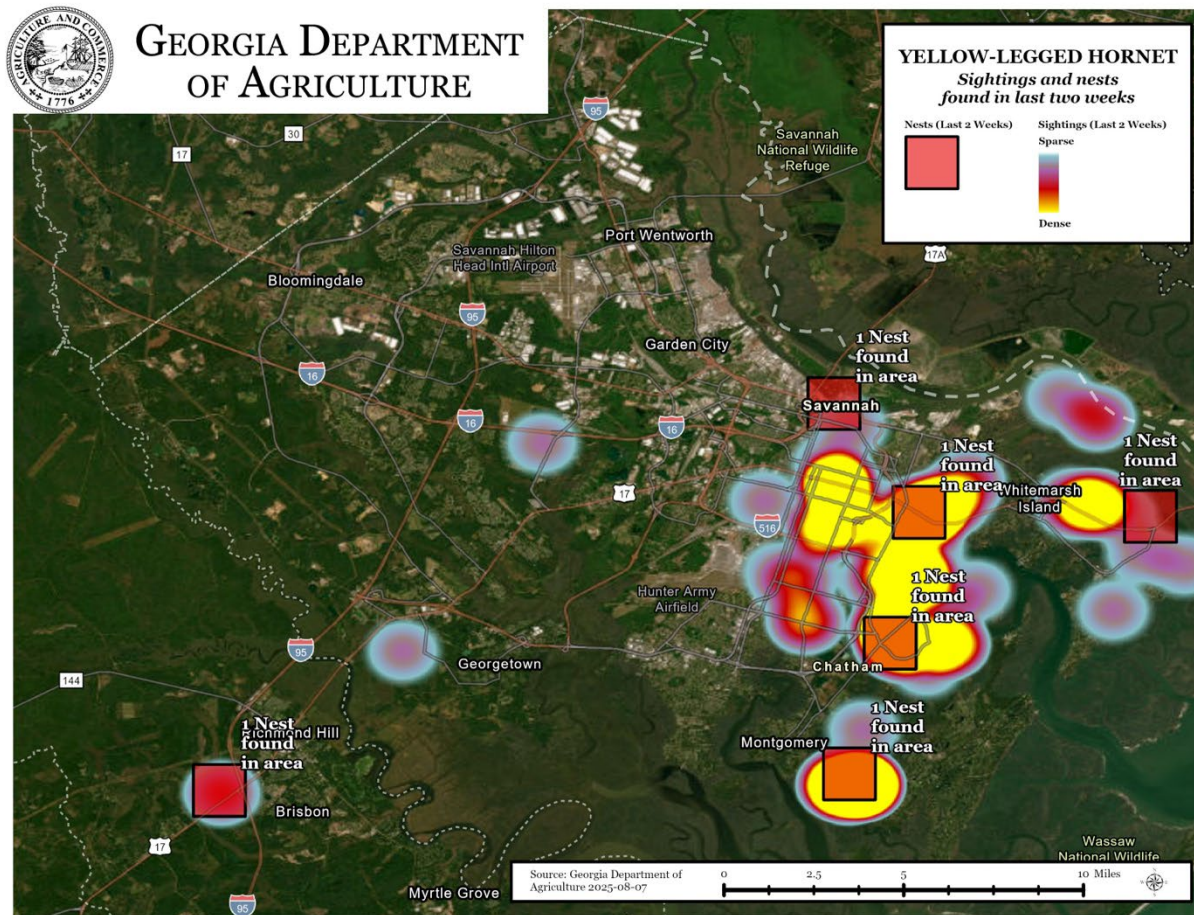 GEORGIA DEPARTMENT
OF AGRICULTURE
AGRICULTURE AND COMMERCE
1776
YELLOW-LEGGED HORNET
Sightings and nests
found in last two weeks
Nests (Last 2 Weeks)
Sightings (Last 2 Weeks)
Sparse
Dense
95
30
17
Savannah
National Wildlife
Refuge
Port Wentworth
17A
Savannah Hilton
Head Intl Airport
Bloomingdale
95
Garden City
16
1 Nest
found
in area
Savannah
16
16
1 Nest
found
in area
1 Nest
found
in area
17
Whitemarsh
Island
516
1 Nest
found
in area
Hunter Army
Airfield
95
Georgetown
Chatham
144
1 Nest
found
in area
Richmond Hill
1 Nest
found
in area
Montgomery
Brisbon
17
Wassaw
National Wildlife
Myrtle Grove
95
Source: Georgia Department of
Agriculture 2025-08-07
0 2.5 5 10 Miles